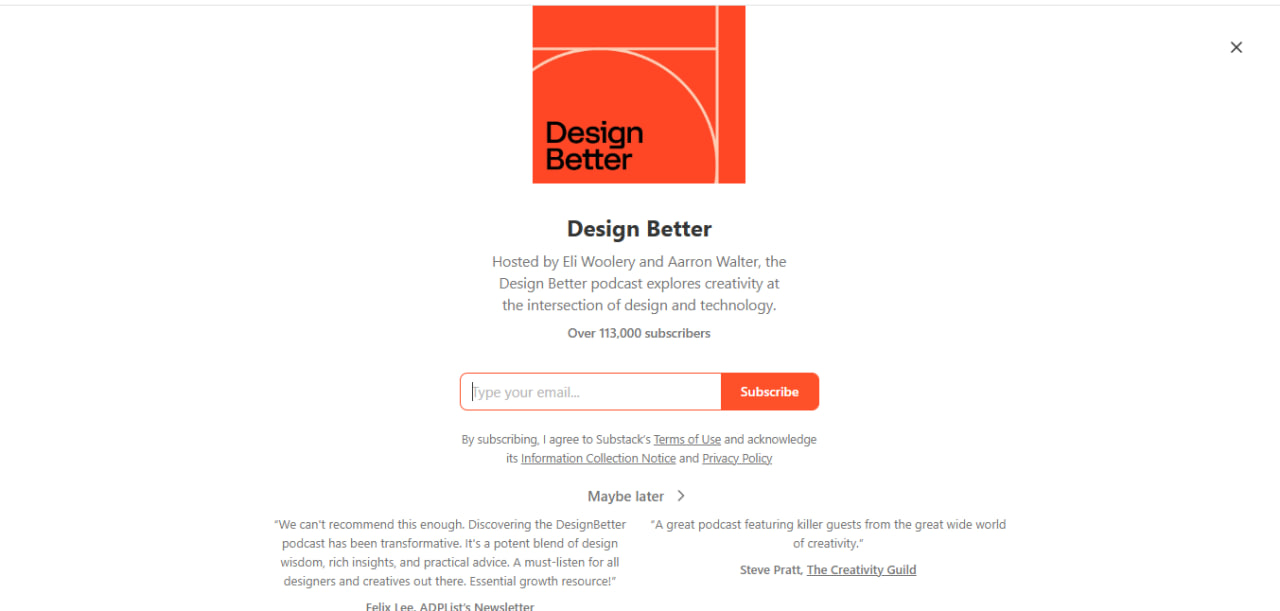 Design
Better
Design Better
Hosted by Eli Woolery and Aarron Walter, the
Design Better podcast explores creativity at
the intersection of design and technology.
Over 113,000 subscribers
Type your email...
Subscribe
By subscribing, I agree to Substack's Terms of Use and acknowledge
its Information Collection Notice and Privacy Policy
Maybe later
“We can't recommend this enough. Discovering the DesignBetter
podcast has been transformative. It's a potent blend of design
wisdom, rich insights, and practical advice. A must-listen for all
designers and creatives out there. Essential growth resource!”
Felix Lee, ADPList's Newsletter
“A great podcast featuring killer guests from the great wide world
of creativity.”
Steve Pratt, The Creativity Guild